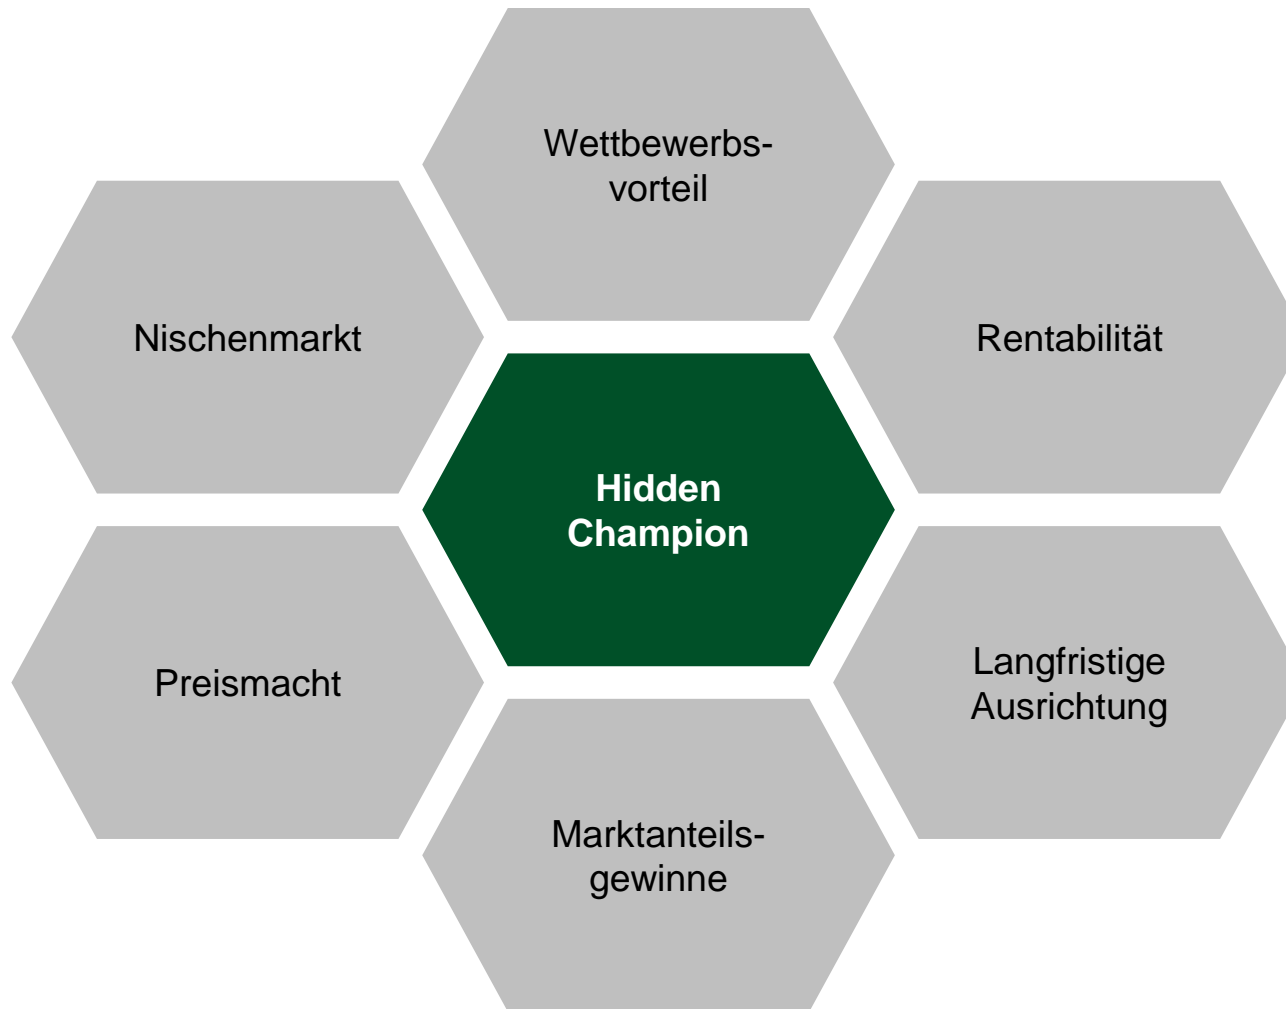 Wettbewerbs-
vorteil
Nischenmarkt
Rentabilität
Hidden
Champion
Preismacht
Langfristige
Ausrichtung
Marktanteils-
gewinne